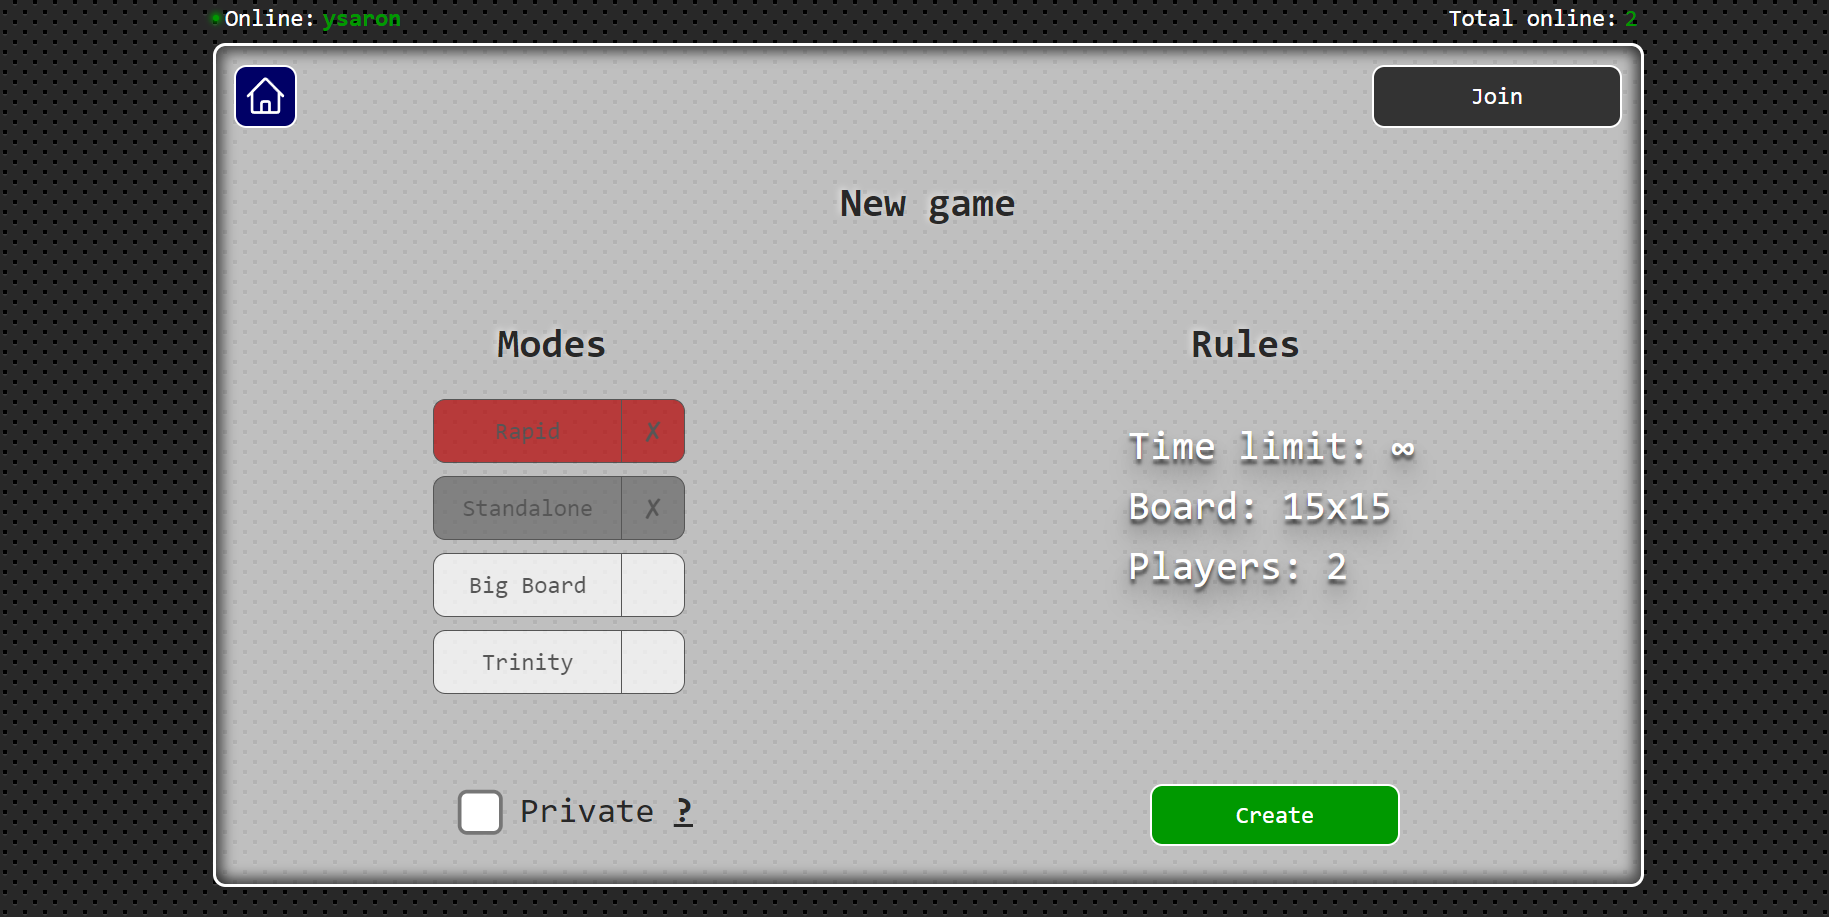 Online: ysaron
Total online: 2
Join
New game
Modes
Rapid ✗
Standalone ✗
Big Board
Trinity
Private ?
Rules
Time limit: ∞
Board: 15x15
Players: 2
Create